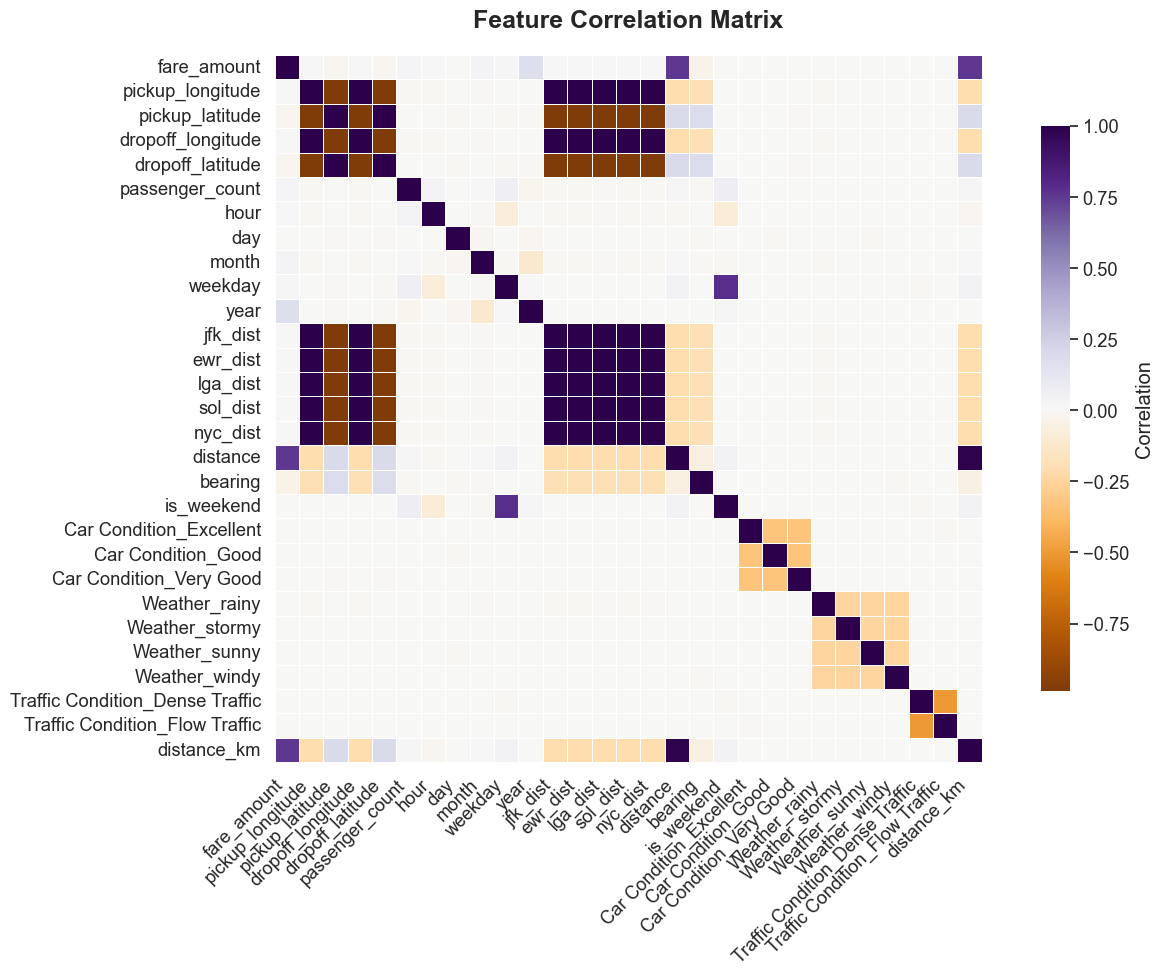 Feature Correlation Matrix
fare_amount
pickup_longitude
pickup_latitude
dropoff_longitude
dropoff_latitude
passenger_count
hour
day
month
weekday
year
jfk_dist
ewr_dist
lga_dist
sol_dist
nyc_dist
distance
bearing
is_weekend
Car Condition_Excellent
Car Condition_Good
Car Condition_Very Good
Weather_rainy
Weather_stormy
Weather_sunny
Weather_windy
Traffic Condition_Dense Traffic
Traffic Condition_Flow Traffic
distance_km
fare_amount
pickup_longitude
pickup_latitude
dropoff_longitude
dropoff_latitude
passenger_count
hour
day
month
weekday
year
jfk_dist
ewr_dist
lga_dist
sol_dist
nyc_dist
distance
bearing
is_weekend
Car Condition_Excellent
Car Condition_Good
Car Condition_Very Good
Weather_rainy
Weather_stormy
Weather_sunny
Weather_windy
Traffic Condition_Dense Traffic
Traffic Condition_Flow Traffic
distance_km
1.00
0.75
0.50
0.25
0.00
−0.25
−0.50
−0.75
Correlation